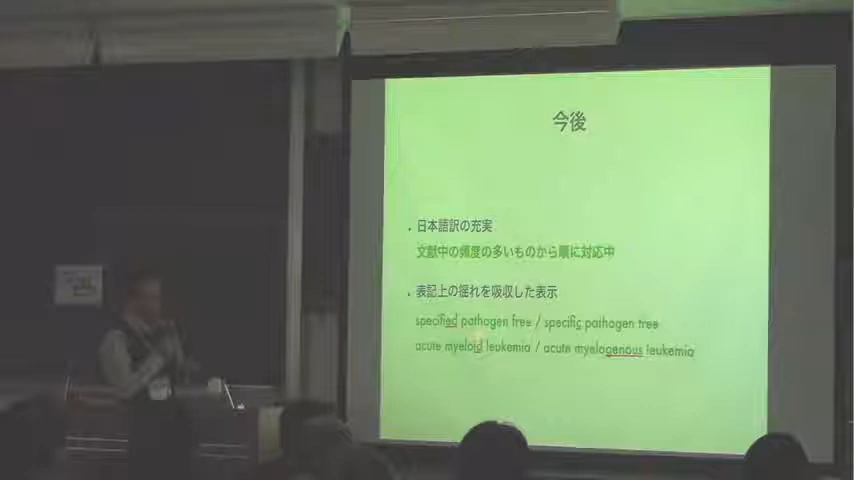 今後
・日本語訳の充実
文献中の頻度の多いものから順に対応中
・表記上の揺れを吸収した表示
specified pathogen free / specific pathogen free
acute myeloid leukemia / acute myelogenous leukemia